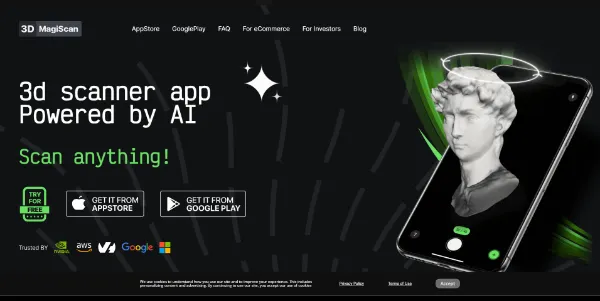 3D MagiScan
AppStore GooglePlay FAQ For eCommerce For Investors Blog
3d scanner app
Powered by AI
Scan anything!
TRY
FOR
FREE
GET IT FROM
APPSTORE
GET IT FROM
GOOGLE PLAY
Trusted BY NVIDIA aws Google
We use cookies to understand how you use our site and to improve your experience. This includes
personalizing content and advertising. By continuing to use our site, you accept our use of cookies
Privacy Policy
Terms of Use
Accept